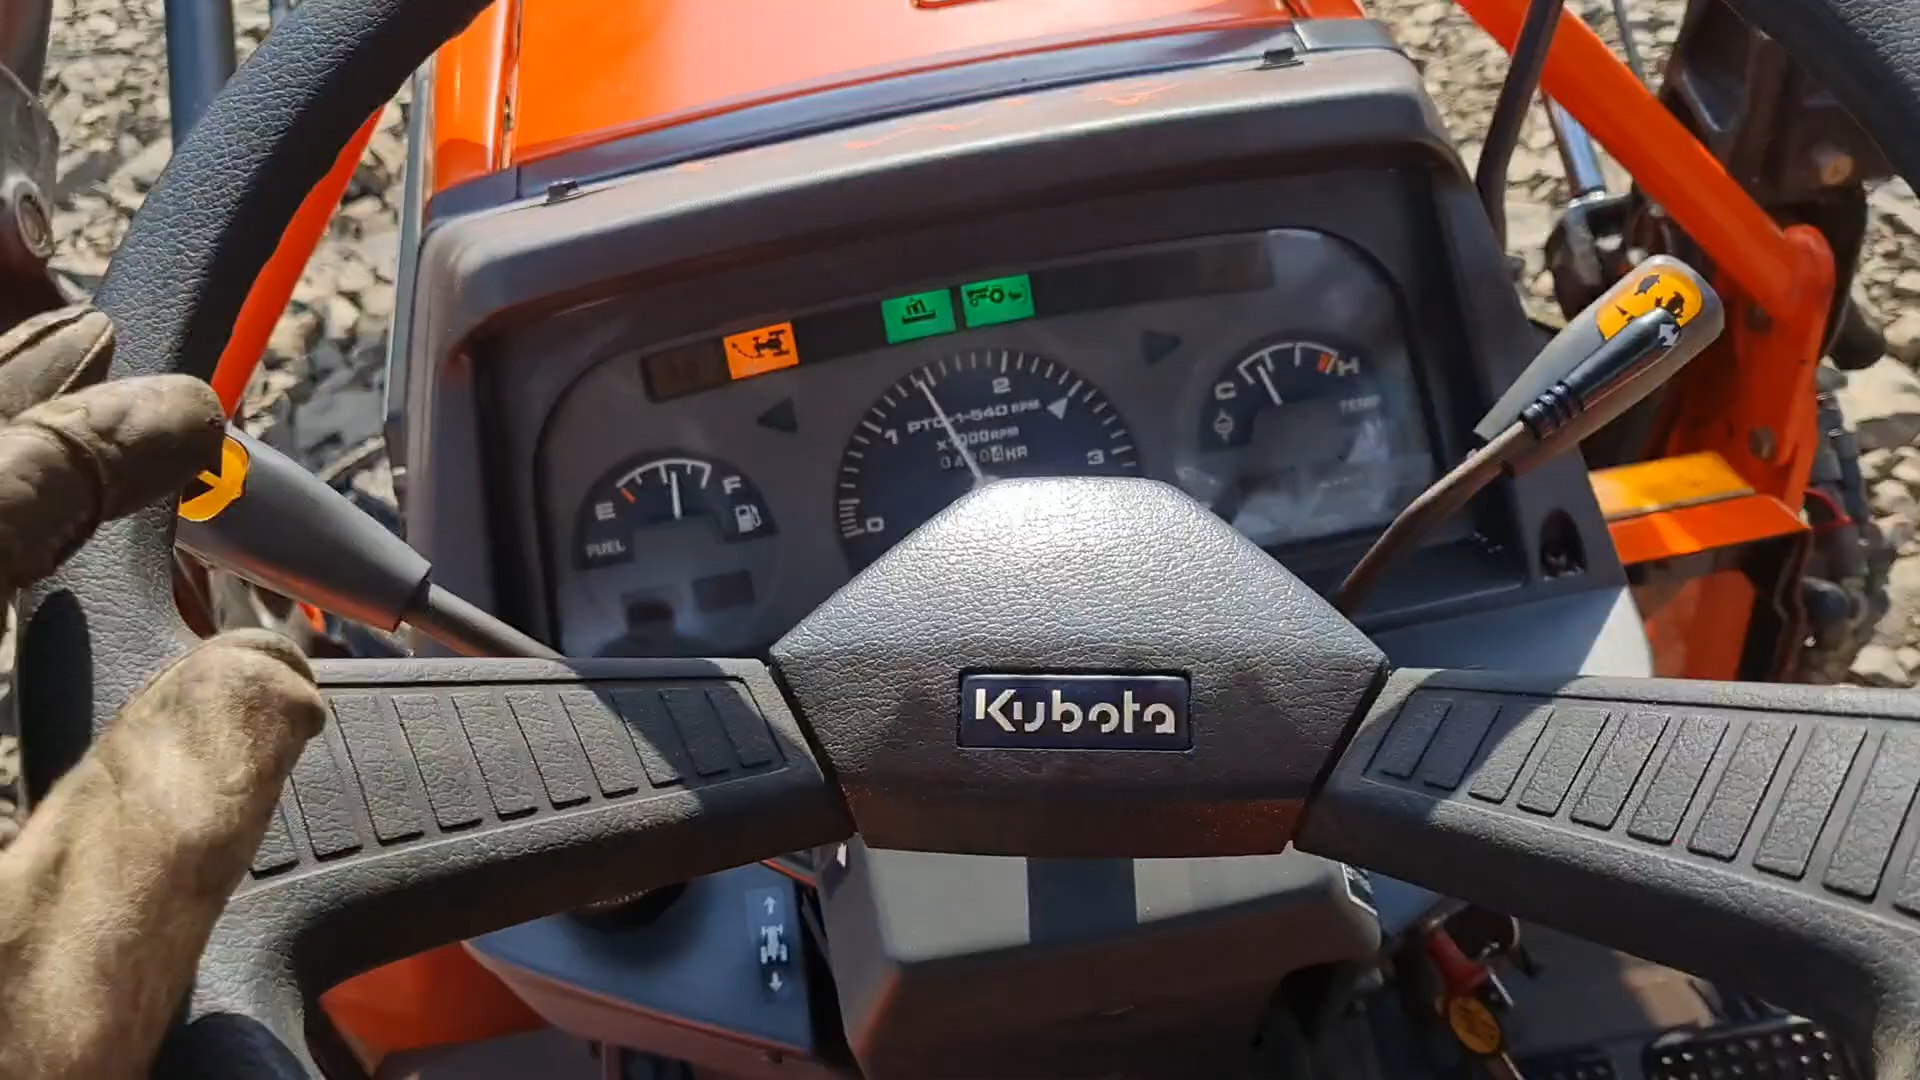 2
PTO-1-540 RPM
1
X1000RPM
HR
3
0
C
H
TEMP
E
F
FUEL
Kubota